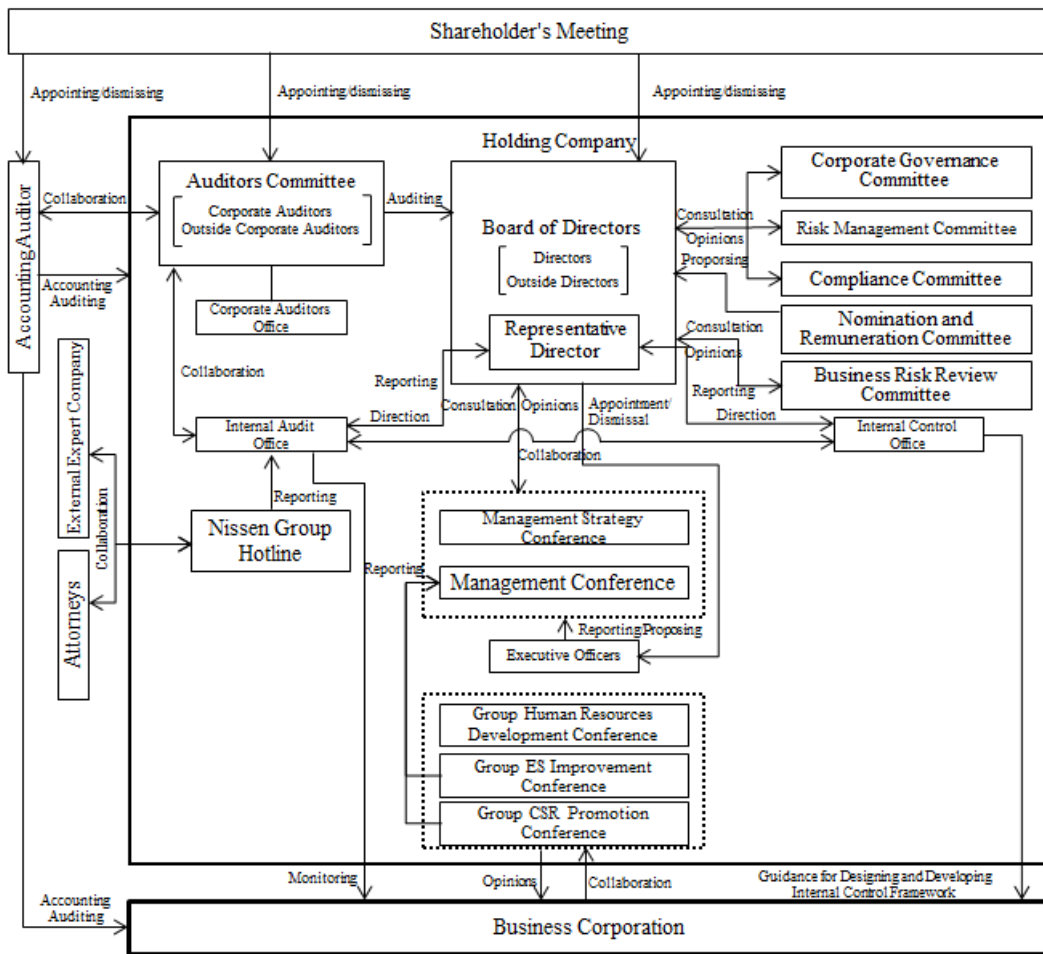 Shareholder's Meeting
Appointing/dismissing
Appointing/dismissing
Appointing/dismissing
Holding Company
Accounting Auditor
Collaboration
Auditors Committee
Corporate Auditors
Outside Corporate Auditors
Auditing
Board of Directors
Directors
Outside Directors
Consultation
Opinions
Proporsing
Corporate Governance
Committee
Risk Management Committee
Compliance Committee
Accounting
Auditing
Corporate Auditors
Office
Representative
Director
Consultation
Opinions
Nomination and
Remuneration Committee
Business Risk Review
Committee
External Expert Company
Collaboration
Reporting
Direction
Consultation
Opinions
Appointment/
Dismissal
Reporting
Direction
Internal Audit
Office
Internal Control
Office
Collaboration
Reporting
Collaboration
Nissen Group
Hotline
Attorneys
Reporting
Management Strategy
Conference
Management Conference
Reporting/Proposing
Executive Officers
Group Human Resources
Development Conference
Group ES Improvement
Conference
Group CSR Promotion
Conference
Monitoring
Opinions
Collaboration
Guidance for Designing and Developing
Internal Control Framework
Accounting
Auditing
Business Corporation